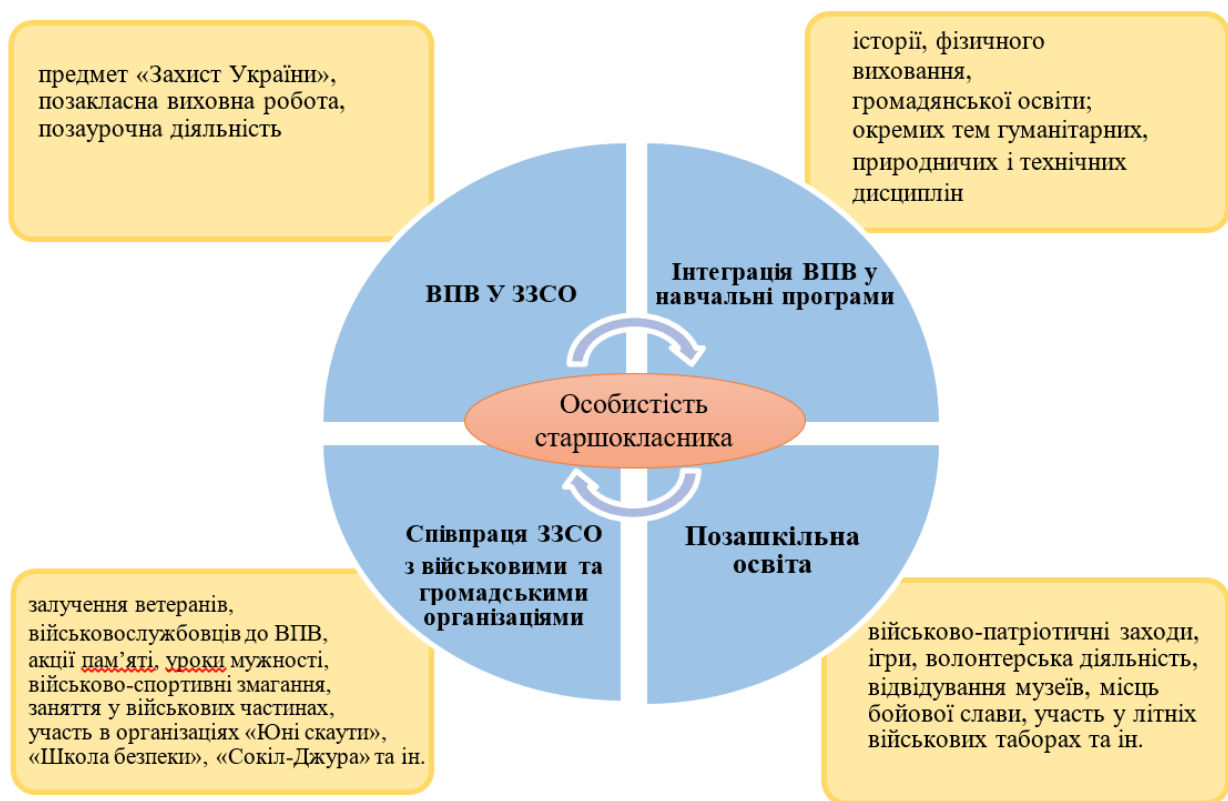 предмет «Захист України»,
позакласна виховна робота,
позаурочна діяльність
історії, фізичного
виховання,
громадянської освіти;
окремих тем гуманітарних,
природничих і технічних
дисциплін
ВПВ У ЗЗСО
Інтеграція ВПВ у
навчальні програми
Особистість
старшокласника
Співпраця ЗЗСО
з військовими та
громадськими
організаціями
Позашкільна
освіта
залучення ветеранів,
військовослужбовців до ВПВ,
акції пам’яті, уроки мужності,
військово-спортивні змагання,
заняття у військових частинах,
участь в організаціях «Юні скаути»,
«Школа безпеки», «Сокіл-Джура» та ін.
військово-патріотичні заходи,
ігри, волонтерська діяльність,
відвідування музеїв, місць
бойової слави, участь у літніх
військових таборах та ін.